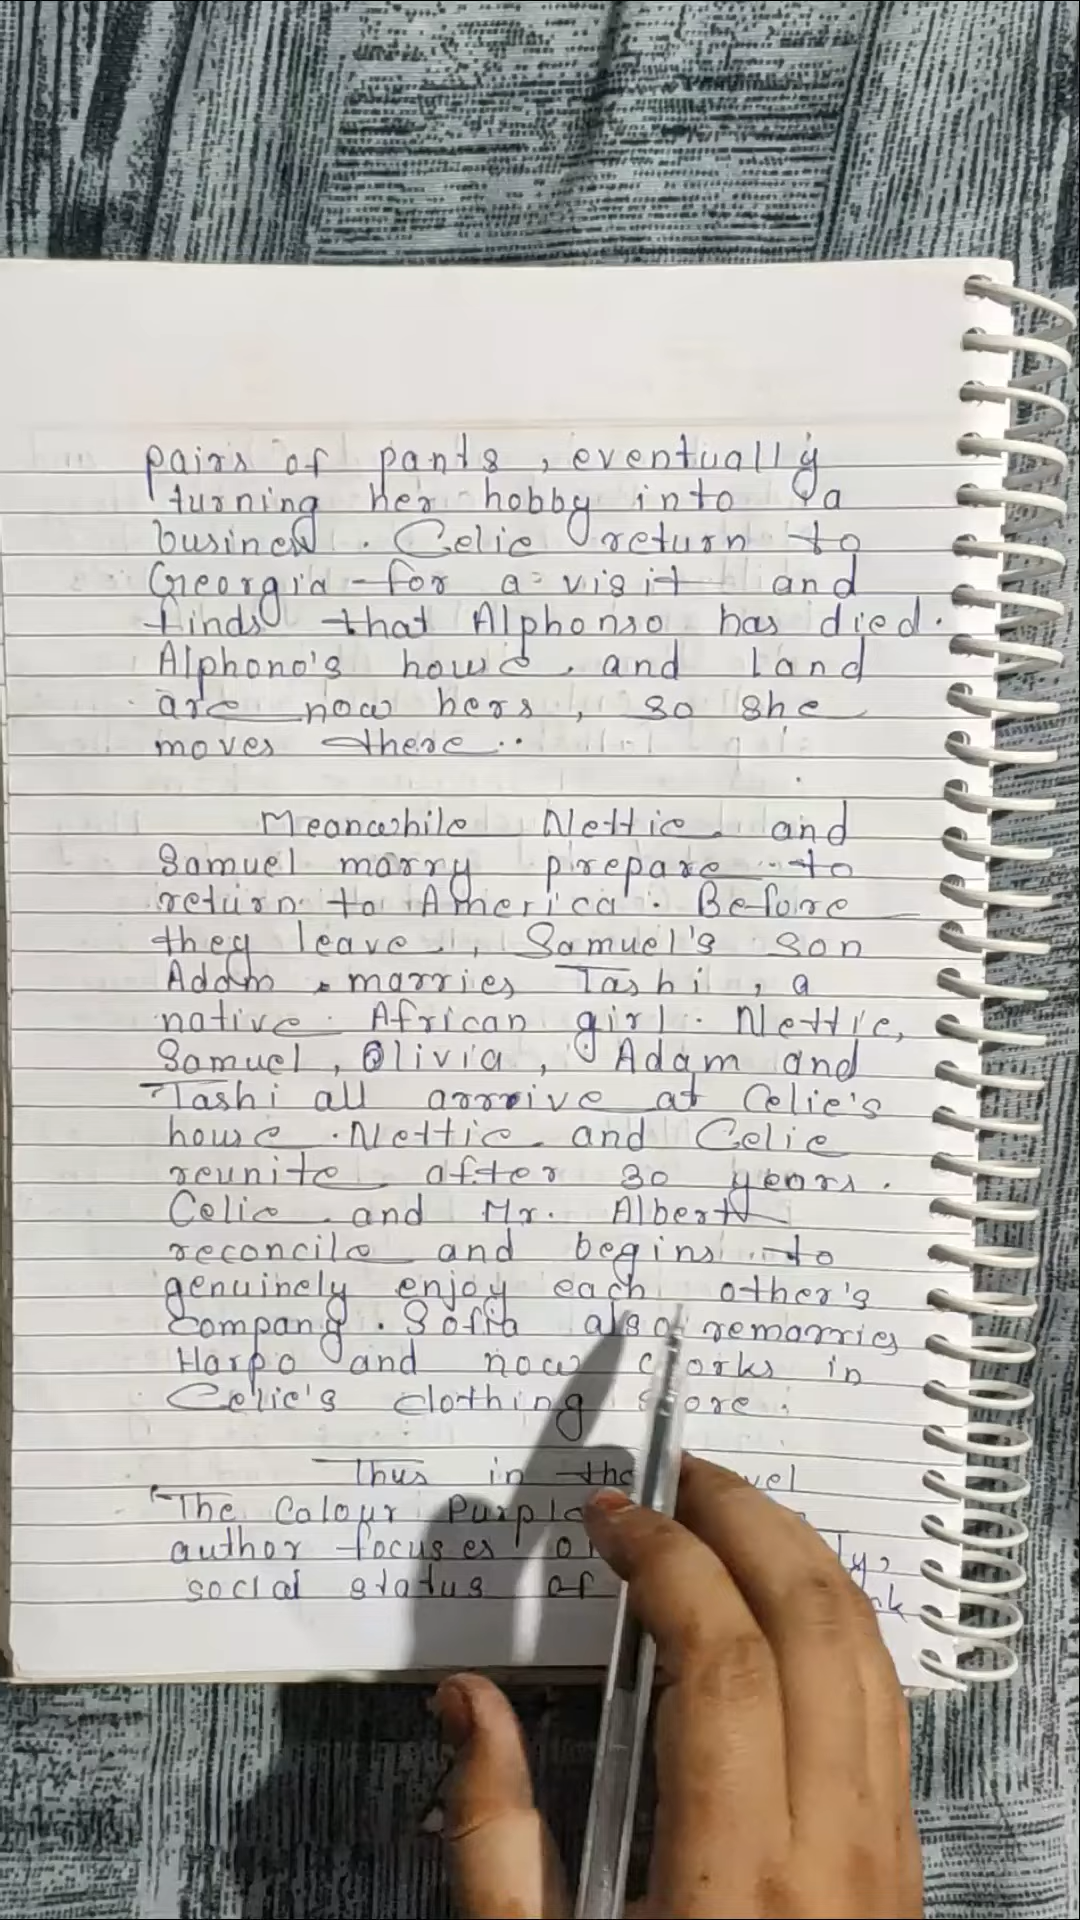 pairs of pants, eventually
turning her hobby into a
business. Celie return to
Georgia for a visit and
finds that Alphonso has died.
Alphono's house and land
are now hers, so she
moves there.
Meanwhile Nettie and
Samuel marry prepare to
return to America. Before
they leave, Samuel's son
Adam marries Tashi, a
native African girl. Nettie,
Samuel, Olivia, Adam and
Tashi all arrive at Celie's
house. Nettie and Celie
reunite after 30 years.
Celie and Mr. Albert
reconcile and begins to
genuinely enjoy each other's
company. Sofia also remarries
Harpo and now works in
Celie's clothing store.
Thus in the
"The Colour Purple
author focuses
social status of